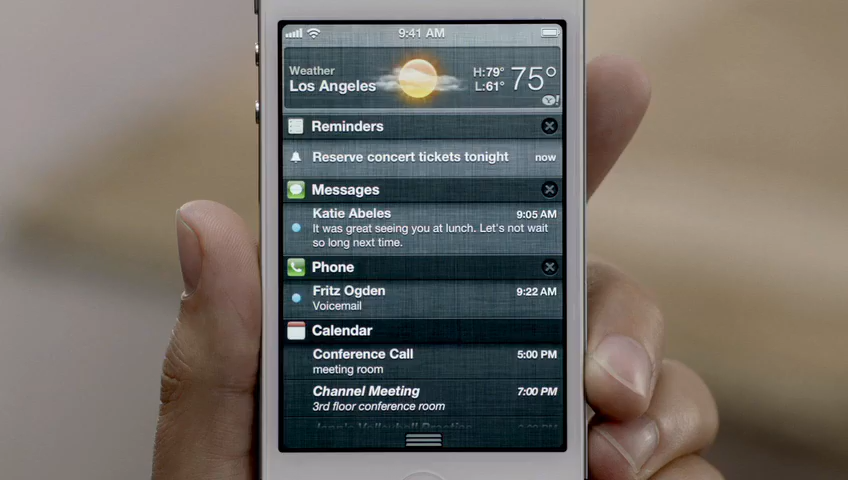 9:41 AM
Weather
Los Angeles
H:79°
L:61°
75°
Y!
Reminders
Reserve concert tickets tonight now
Messages
Katie Abeles 9:05 AM
It was great seeing you at lunch. Let's not wait
so long next time.
Phone
Fritz Ogden 9:22 AM
Voicemail
Calendar
Conference Call 5:00 PM
meeting room
Channel Meeting 7:00 PM
3rd floor conference room